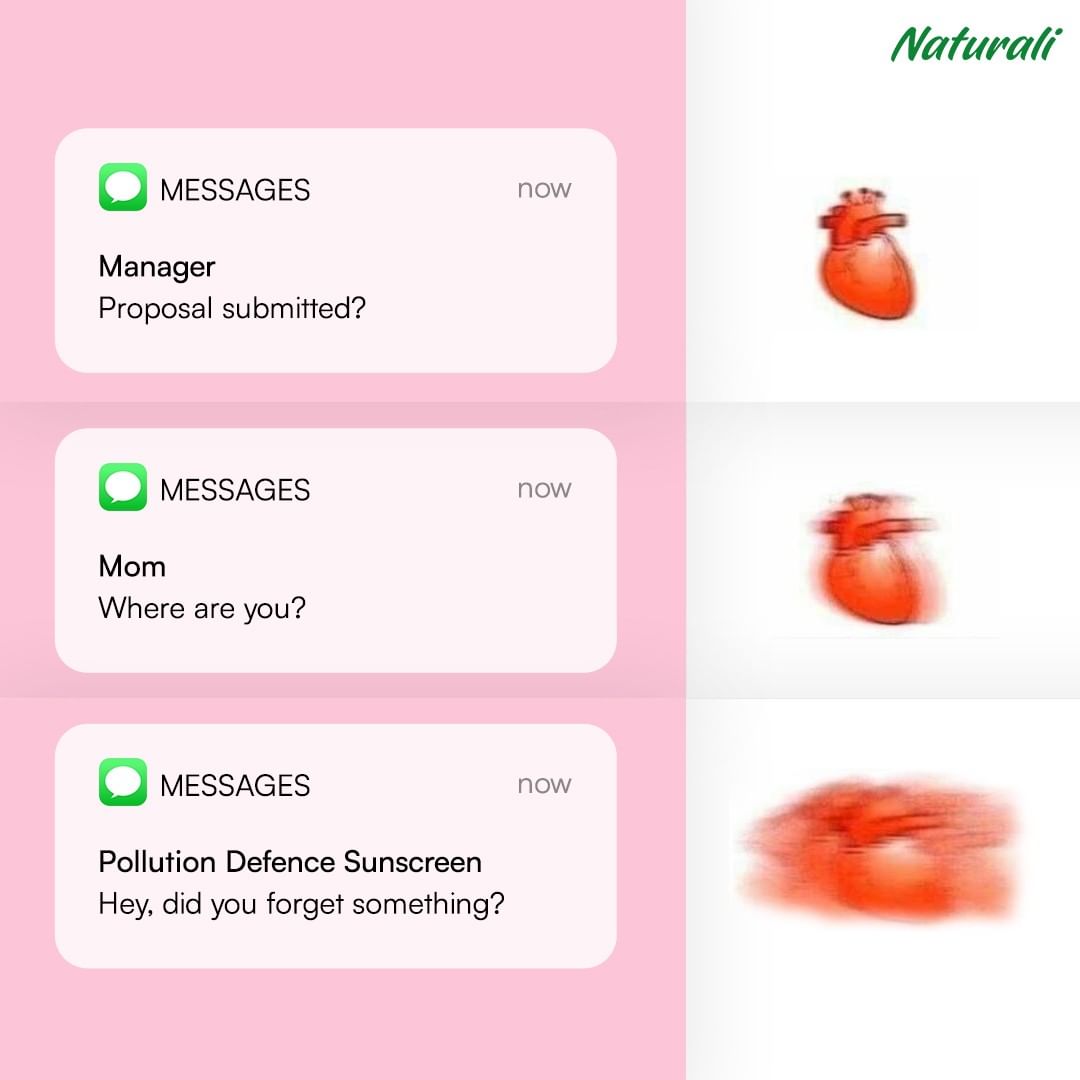 Naturali
MESSAGES now
Manager
Proposal submitted?
MESSAGES now
Mom
Where are you?
MESSAGES now
Pollution Defence Sunscreen
Hey, did you forget something?